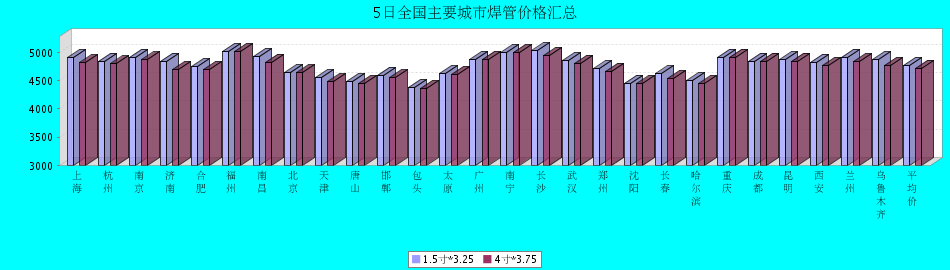 5日全国主要城市焊管价格汇总
5000
4500
4000
3500
3000
上海
杭州
南京
济南
合肥
福州
南昌
北京
天津
唐山
邯郸
包头
太原
广州
南宁
长沙
武汉
郑州
沈阳
长春
哈尔滨
重庆
成都
昆明
西安
兰州
乌鲁木齐
平均价
1.5寸*3.25 4寸*3.75